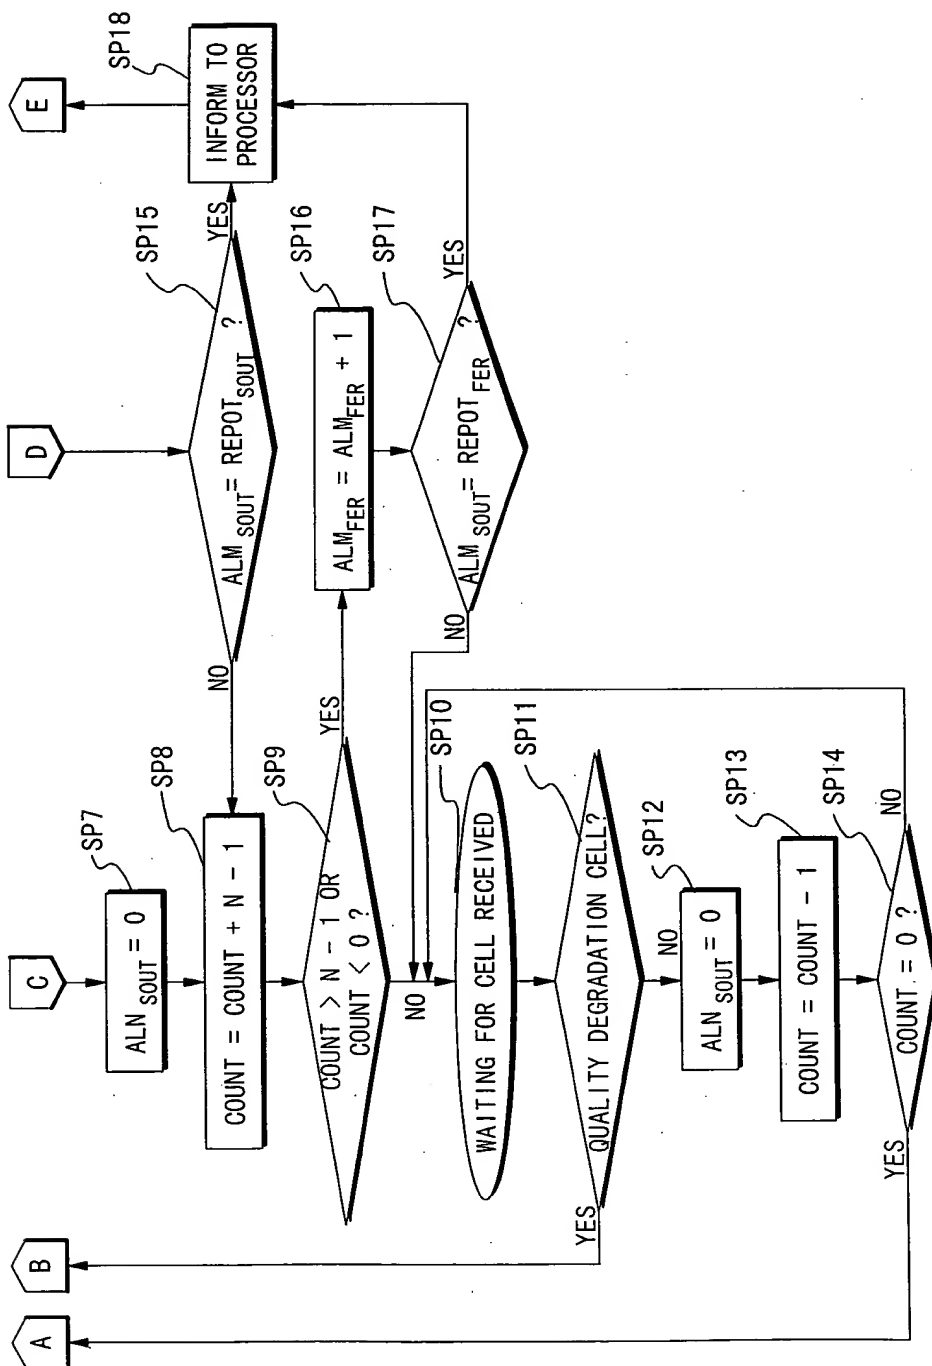 A
B
C
D
E
ALN SOUT = 0
SP7
COUNT = COUNT + N - 1
SP8
COUNT > N - 1 OR
COUNT < 0 ?
SP9
YES
NO
WAITING FOR CELL RECEIVED
SP10
QUALITY DEGRADATION CELL?
SP11
YES
NO
ALN SOUT = 0
SP12
COUNT = COUNT - 1
SP13
COUNT = 0 ?
SP14
YES
NO
ALM SOUT = REPOT SOUT ?
SP15
NO
YES
ALM FER = ALM FER + 1
SP16
ALM SOUT = REPOT FER ?
SP17
NO
YES
INFORM TO
PROCESSOR
SP18